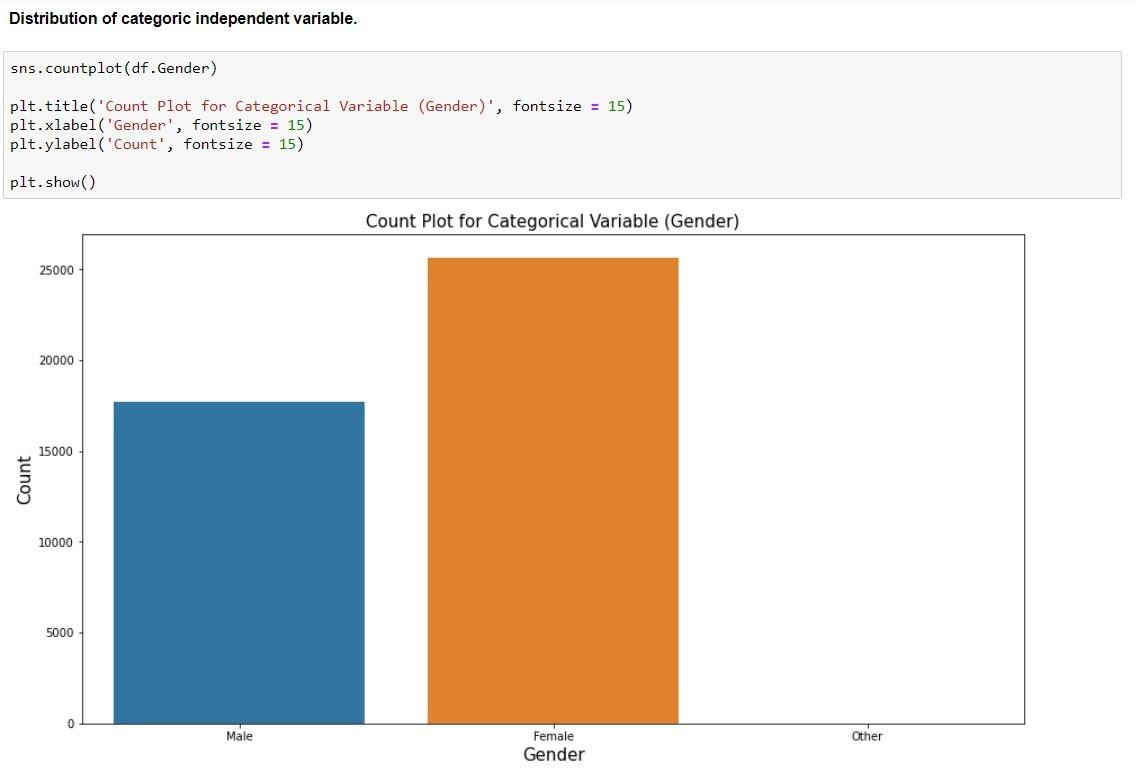 Distribution of categoric independent variable.
sns.countplot(df.Gender)
plt.title('Count Plot for Categorical Variable (Gender)', fontsize = 15)
plt.xlabel('Gender', fontsize = 15)
plt.ylabel('Count', fontsize = 15)
plt.show()
Count Plot for Categorical Variable (Gender)
25000
20000
15000
10000
5000
0
Count
Male
Female
Other
Gender